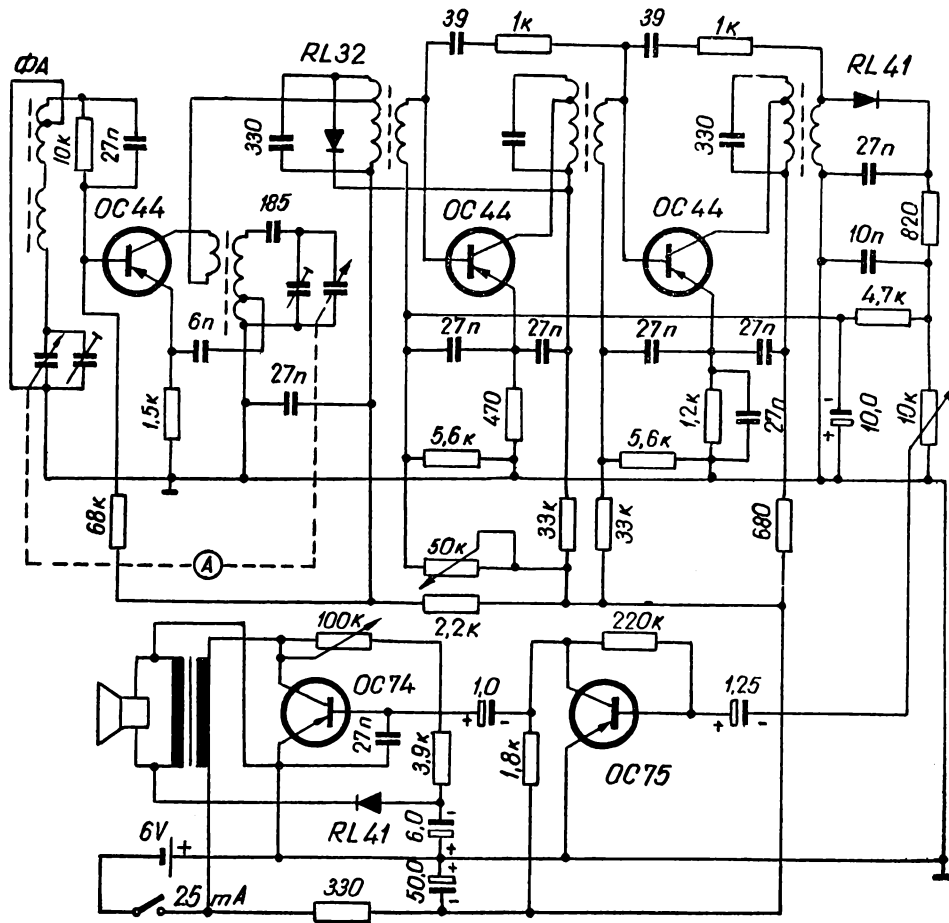 39
1к
39
1к
ФА
RL32
RL41
10к
27п
330
330
27п
820
ОС44
185
ОС44
ОС44
10п
4,7к
6п
27п
27п
27п
27п
27п
1,5к
470
1,2к
27п
10,0
10к
5,6к
5,6к
-
+
68к
33к
33к
680
A
50к
2,2к
100к
220к
ОС74
1,0
1,25
+
-
+
-
27п
3,9к
1,8к
ОС75
RL41
6,0
-
+
6V
+
50,0
+
-
25 mA
330